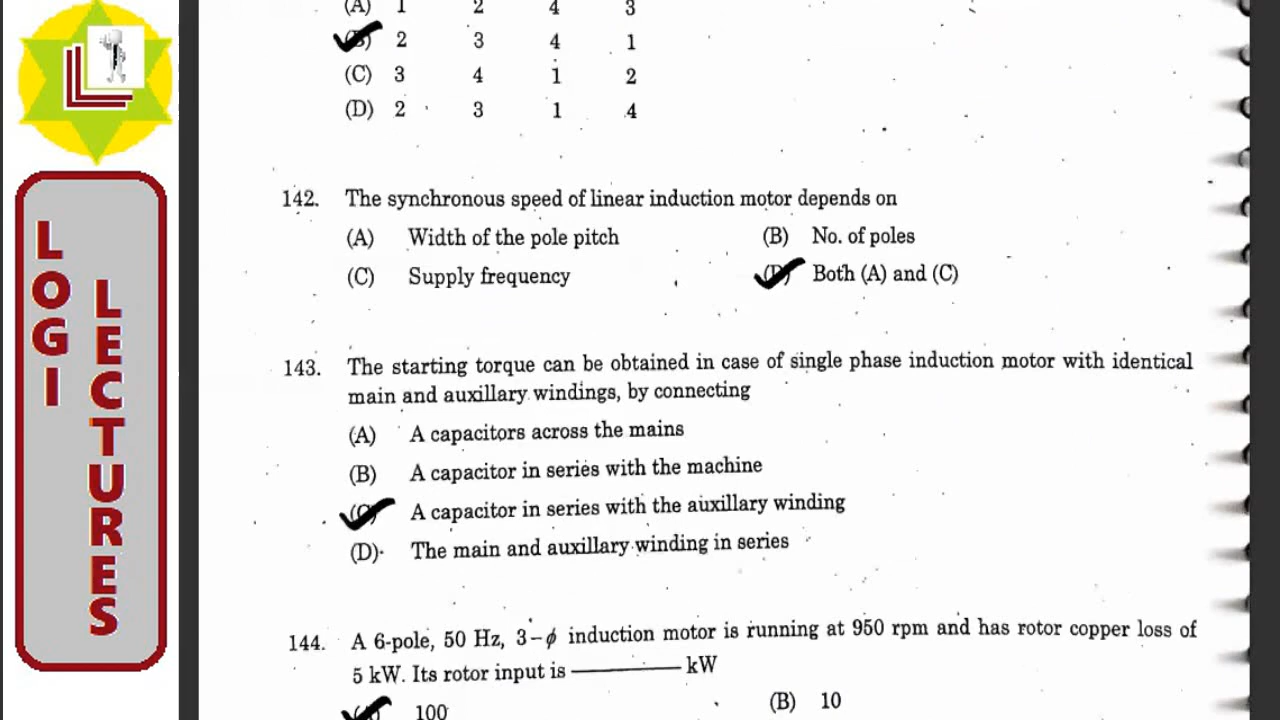 (A) 1 2 4 3
(B) 2 3 4 1
(C) 3 4 1 2
(D) 2 3 1 4
LOGI
LECTURES
142. The synchronous speed of linear induction motor depends on
(A) Width of the pole pitch (B) No. of poles
(C) Supply frequency (D) Both (A) and (C)
143. The starting torque can be obtained in case of single phase induction motor with identical
main and auxillary windings, by connecting
(A) A capacitors across the mains
(B) A capacitor in series with the machine
(C) A capacitor in series with the auxillary winding
(D) The main and auxillary winding in series
144. A 6-pole, 50 Hz, 3-ϕ induction motor is running at 950 rpm and has rotor copper loss of
5 kW. Its rotor input is ———— kW
(A) 100 (B) 10